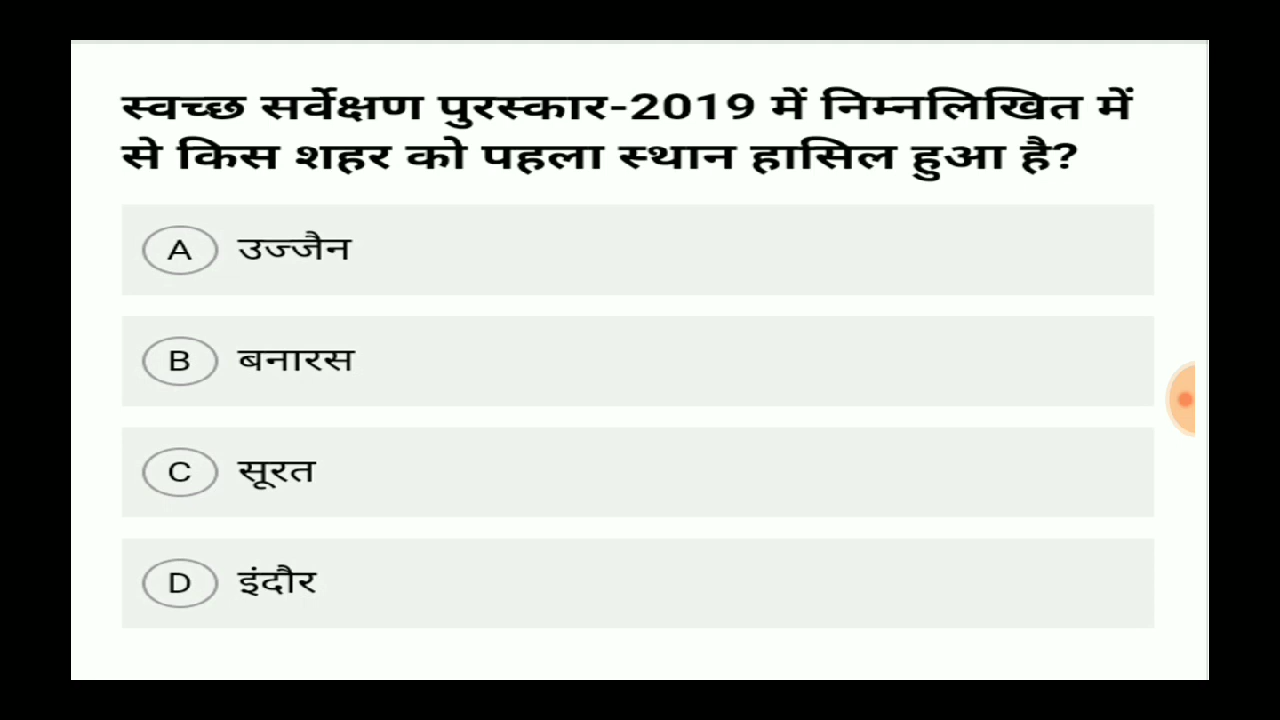 स्वच्छ सर्वेक्षण पुरस्कार-2019 में निम्नलिखित में
से किस शहर को पहला स्थान हासिल हुआ है?
A उज्जैन
B बनारस
C सूरत
D इंदौर